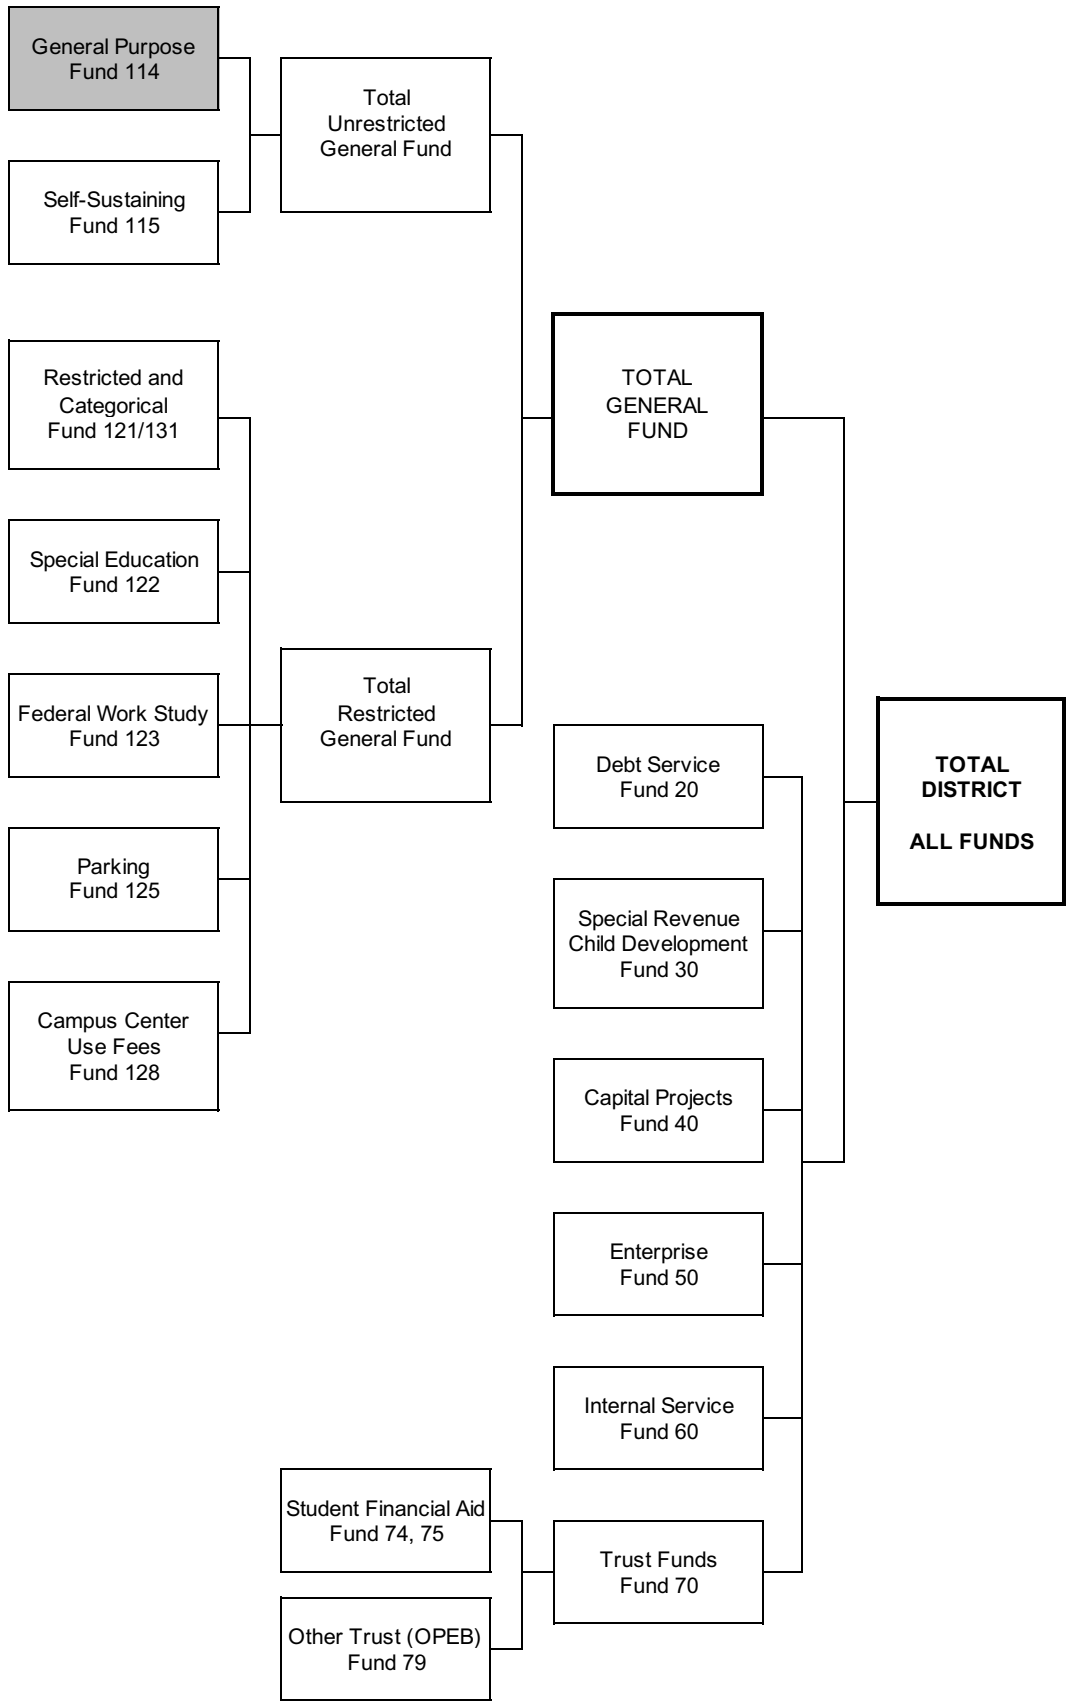 General Purpose
Fund 114
Total
Unrestricted
General Fund
Self-Sustaining
Fund 115
Restricted and
Categorical
Fund 121/131
TOTAL
GENERAL
FUND
Special Education
Fund 122
Federal Work Study
Fund 123
Total
Restricted
General Fund
Debt Service
Fund 20
TOTAL
DISTRICT
ALL FUNDS
Parking
Fund 125
Special Revenue
Child Development
Fund 30
Campus Center
Use Fees
Fund 128
Capital Projects
Fund 40
Enterprise
Fund 50
Internal Service
Fund 60
Student Financial Aid
Fund 74, 75
Trust Funds
Fund 70
Other Trust (OPEB)
Fund 79